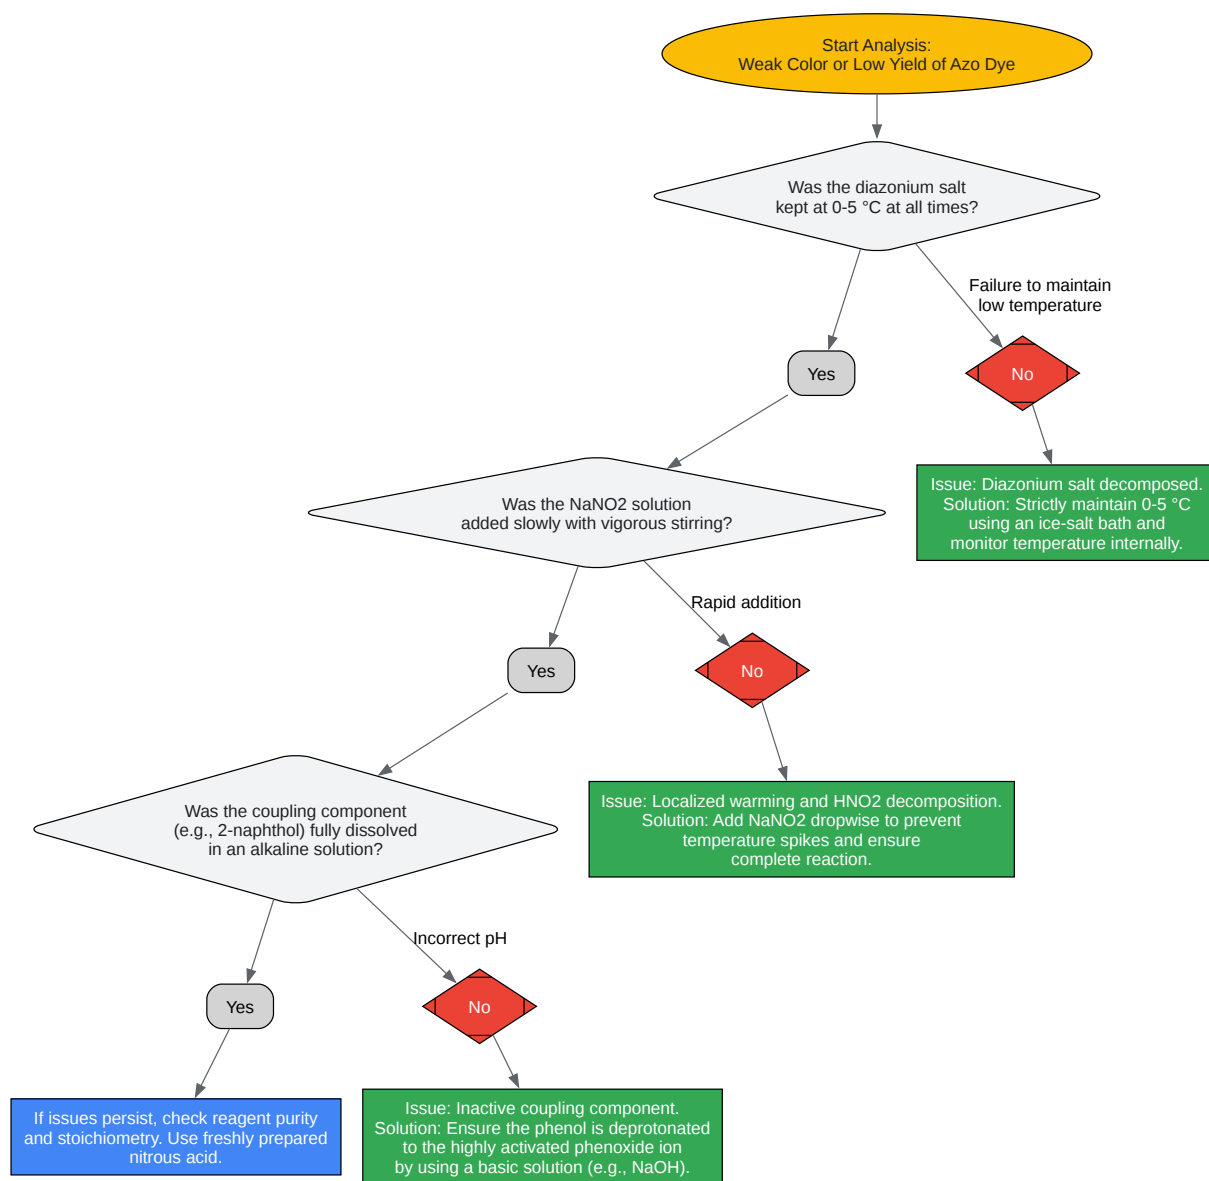 Start Analysis:
Weak Color or Low Yield of Azo Dye
Was the diazonium salt
kept at 0-5 °C at all times?
Failure to maintain
low temperature
Yes
No
Issue: Diazonium salt decomposed.
Solution: Strictly maintain 0-5 °C
using an ice-salt bath and
monitor temperature internally.
Was the NaNO2 solution
added slowly with vigorous stirring?
Rapid addition
Yes
No
Issue: Localized warming and HNO2 decomposition.
Solution: Add NaNO2 dropwise to prevent
temperature spikes and ensure
complete reaction.
Was the coupling component
(e.g., 2-naphthol) fully dissolved
in an alkaline solution?
Incorrect pH
Yes
No
If issues persist, check reagent purity
and stoichiometry. Use freshly prepared
nitrous acid.
Issue: Inactive coupling component.
Solution: Ensure the phenol is deprotonated
to the highly activated phenoxide ion
by using a basic solution (e.g., NaOH).